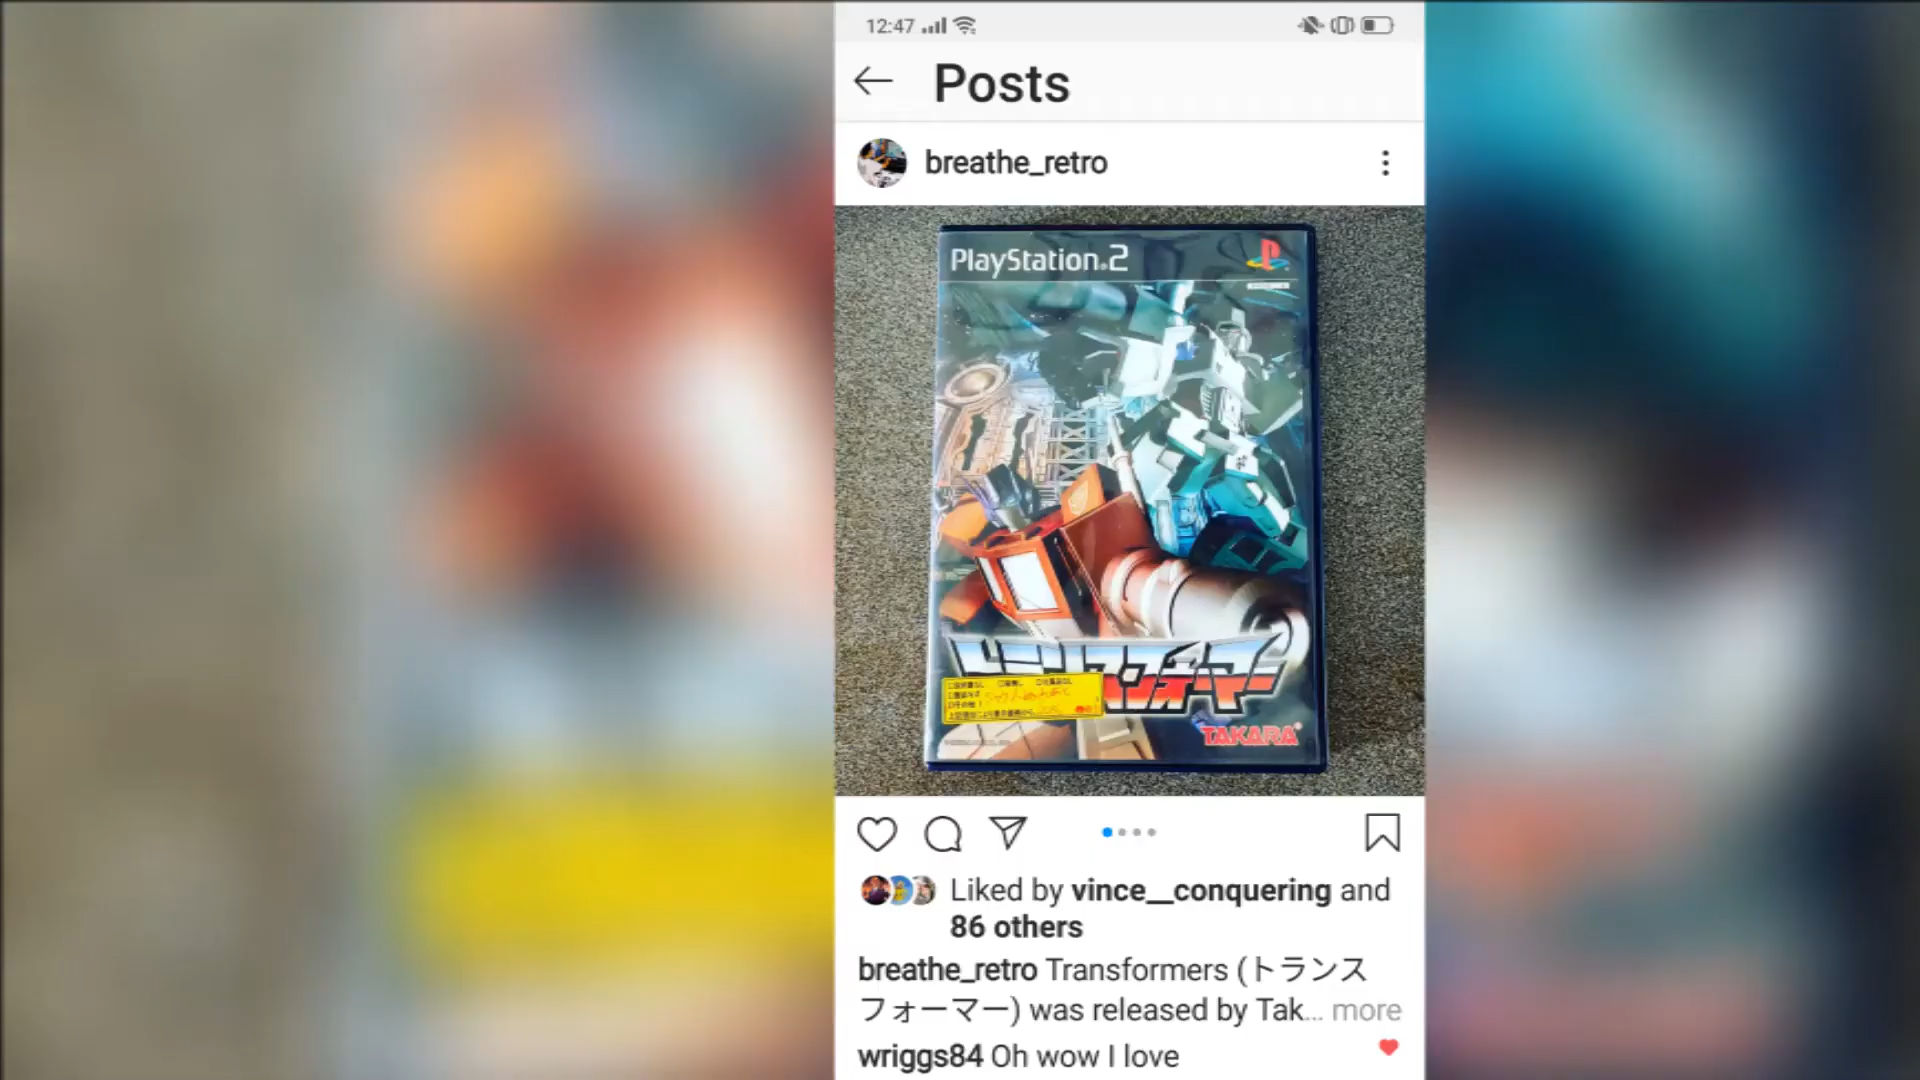 12:47
Posts
breathe_retro
PlayStation.2
トランスフォーマー
TAKARA
Liked by vince__conquering and
86 others
breathe_retro Transformers (トランス
フォーマー) was released by Tak... more
wriggs84 Oh wow I love